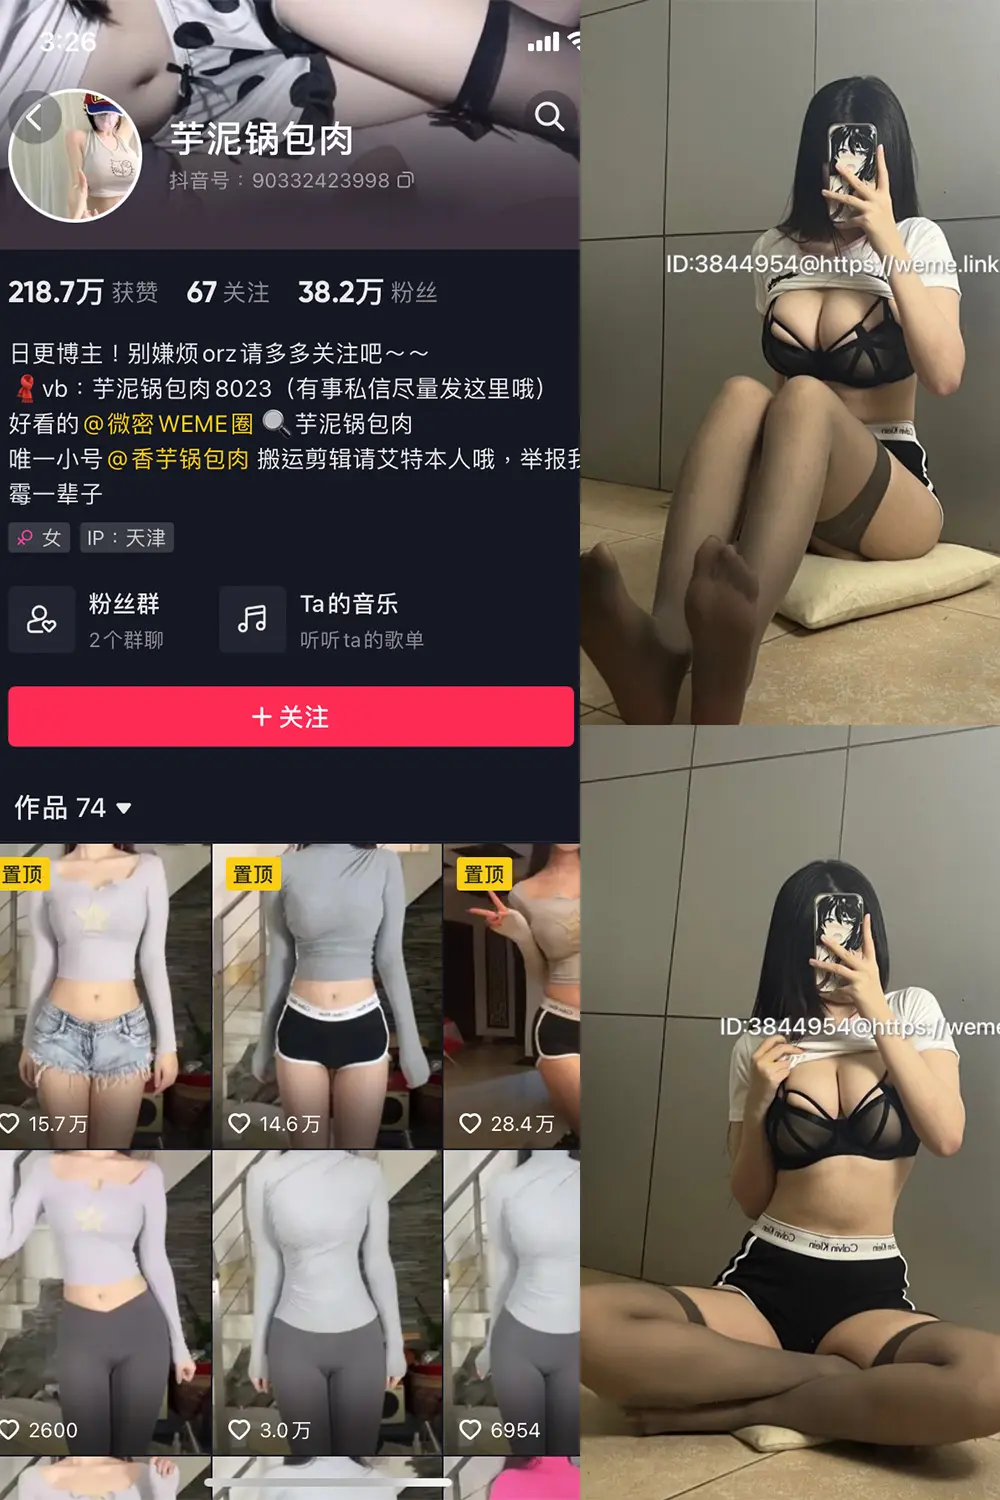 3:26
芋泥锅包肉
抖音号：90332423998
218.7万 获赞 67 关注 38.2万 粉丝
日更博主！别嫌烦orz请多多关注吧～～
vb：芋泥锅包肉8023（有事私信尽量发这里哦）
好看的@微密WEME圈 🔍芋泥锅包肉
唯一小号@香芋锅包肉 搬运剪辑请艾特本人哦，举报我
霉一辈子
女 IP：天津
粉丝群
2个群聊
Ta的音乐
听听ta的歌单
+ 关注
作品 74
置顶
置顶
置顶
15.7万
14.6万
28.4万
2600
3.0万
6954
ID:3844954@https://weme.link
Calvin Klein
ID:3844954@https://weme
Calvin Klein